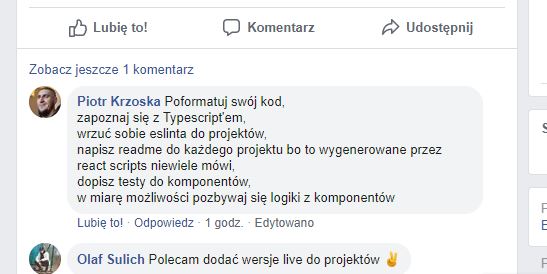 Lubię to! Komentarz Udostępnij
Zobacz jeszcze 1 komentarz
Piotr Krzoska Poformatuj swój kod,
zapoznaj się z Typescript'em,
wrzuć sobie eslinta do projektów,
napisz readme do każdego projektu bo to wygenerowane przez
react scripts niewiele mówi,
dopisz testy do komponentów,
w miarę możliwości pozbywaj się logiki z komponentów
Lubię to! · Odpowiedz · 1 godz. · Edytowano
Olaf Sulich Polecam dodać wersje live do projektów ✌